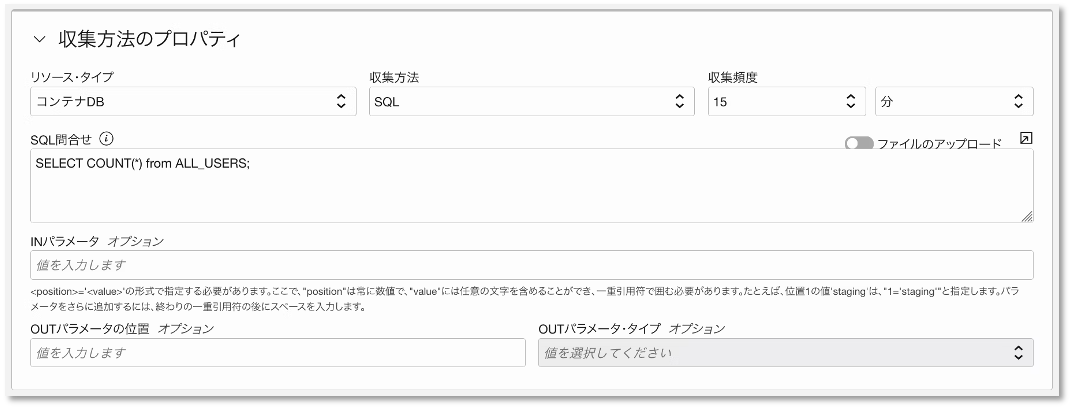 収集方法のプロパティ
リソース・タイプ 収集方法 収集頻度
コンテナDB SQL 15 分
SQL問合せ ファイルのアップロード
SELECT COUNT(*) from ALL_USERS;
INパラメータ オプション
値を入力します
<position>='<value>'の形式で指定する必要があります。ここで、"position"は常に数値で、"value"には任意の文字を含めることができ、一重引用符で囲む必要があります。たとえば、位置1の値'staging'は、"1='staging'"と指定します。パラ
メータをさらに追加するには、終わりの一重引用符の後にスペースを入力します。
OUTパラメータの位置 オプション OUTパラメータ・タイプ オプション
値を入力します 値を選択してください